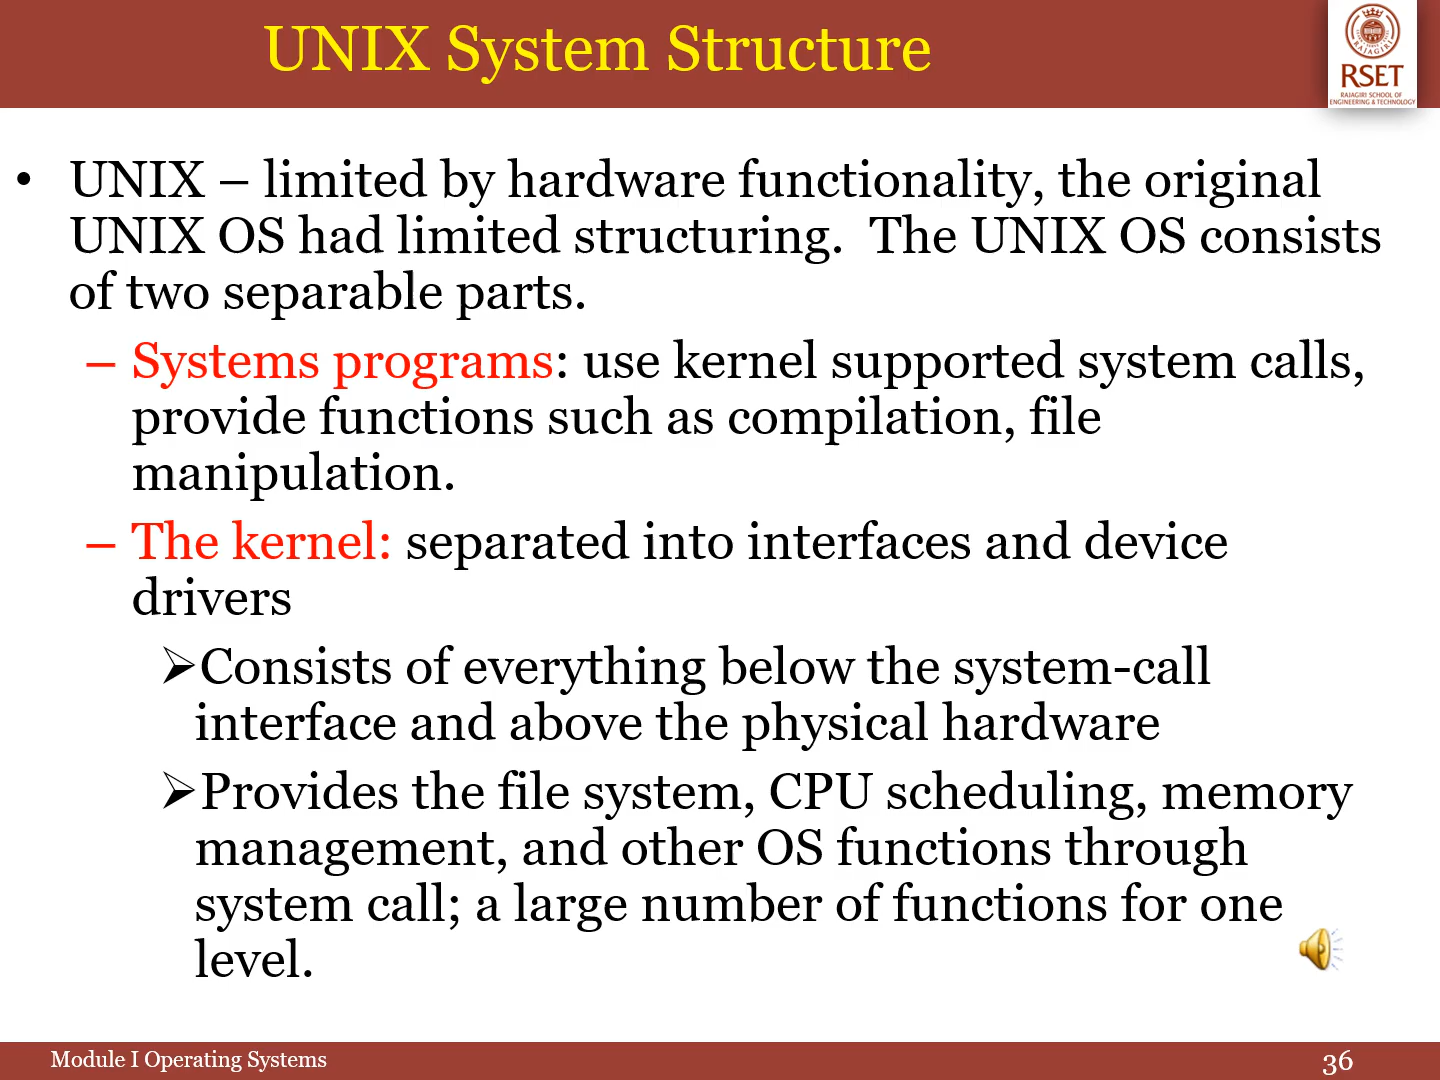 UNIX System Structure
RAJAGIRI
RSET
RAJAGIRI SCHOOL OF
ENGINEERING & TECHNOLOGY
• UNIX – limited by hardware functionality, the original
UNIX OS had limited structuring.  The UNIX OS consists
of two separable parts.
– Systems programs: use kernel supported system calls,
provide functions such as compilation, file
manipulation.
– The kernel: separated into interfaces and device
drivers
➢Consists of everything below the system-call
interface and above the physical hardware
➢Provides the file system, CPU scheduling, memory
management, and other OS functions through
system call; a large number of functions for one
level.
Module I Operating Systems
36